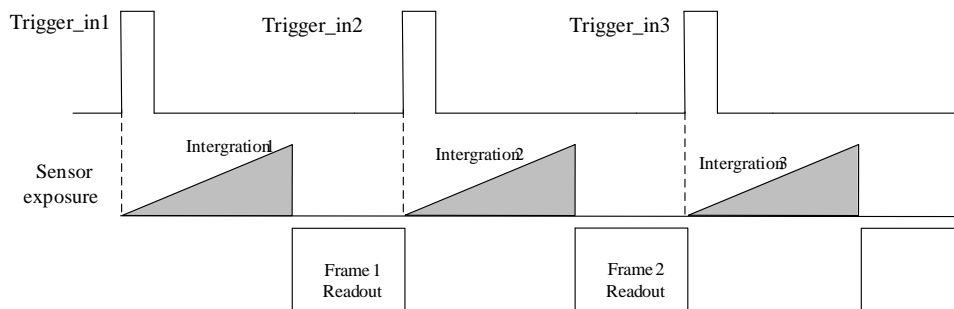 Trigger_in1
Trigger_in2
Trigger_in3
Intergration1
Intergration2
Intergration3
Sensor
exposure
Frame 1
Readout
Frame 2
Readout